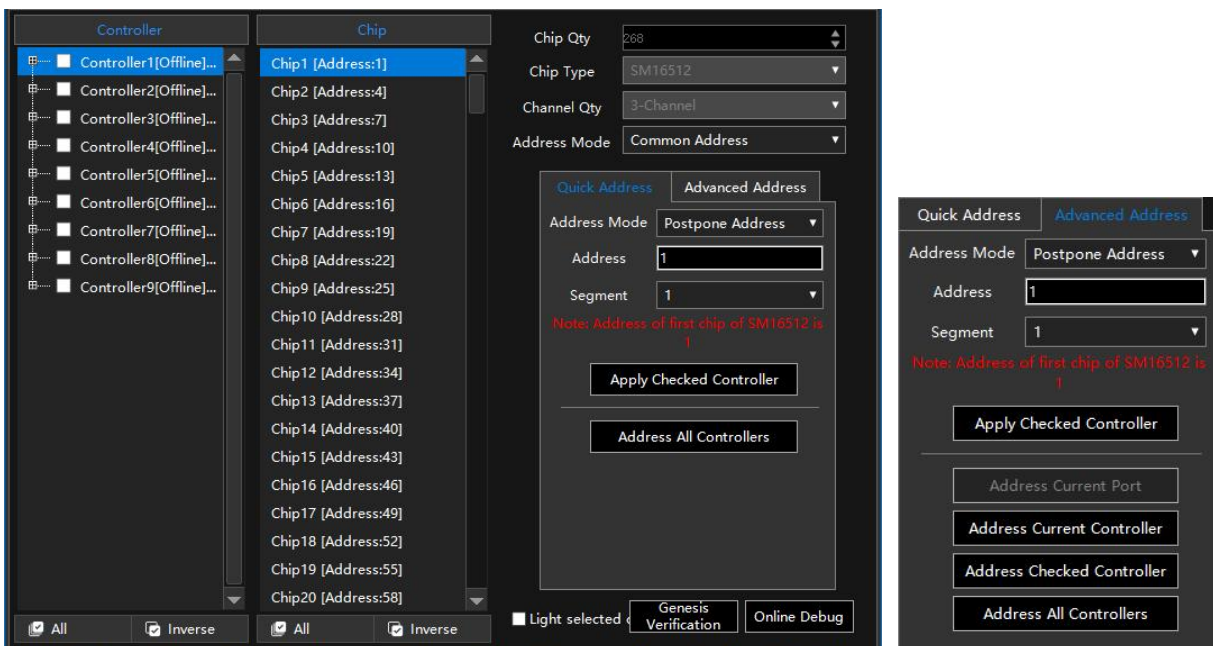 Controller
Controller1[Offline]...
Controller2[Offline]...
Controller3[Offline]...
Controller4[Offline]...
Controller5[Offline]...
Controller6[Offline]...
Controller7[Offline]...
Controller8[Offline]...
Controller9[Offline]...
All
Inverse
Chip
Chip1 [Address:1]
Chip2 [Address:4]
Chip3 [Address:7]
Chip4 [Address:10]
Chip5 [Address:13]
Chip6 [Address:16]
Chip7 [Address:19]
Chip8 [Address:22]
Chip9 [Address:25]
Chip10 [Address:28]
Chip11 [Address:31]
Chip12 [Address:34]
Chip13 [Address:37]
Chip14 [Address:40]
Chip15 [Address:43]
Chip16 [Address:46]
Chip17 [Address:49]
Chip18 [Address:52]
Chip19 [Address:55]
Chip20 [Address:58]
All
Inverse
Chip Qty 268
Chip Type SM16512
Channel Qty 3-Channel
Address Mode Common Address
Quick Address Advanced Address
Address Mode Postpone Address
Address 1
Segment 1
Note: Address of first chip of SM16512 is
1
Apply Checked Controller
Address All Controllers
Light selected
Genesis
Verification
Online Debug
Quick Address Advanced Address
Address Mode Postpone Address
Address 1
Segment 1
Note: Address of first chip of SM16512 is
1
Apply Checked Controller
Address Current Port
Address Current Controller
Address Checked Controller
Address All Controllers